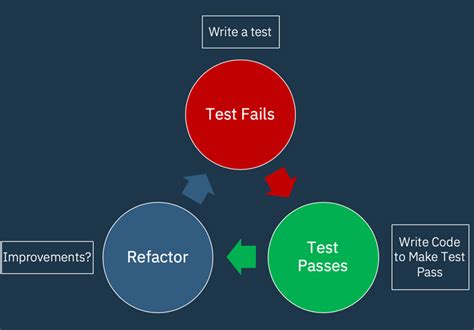 Write a test
Test Fails
Improvements?
Refactor
Test
Passes
Write Code
to Make Test
Pass